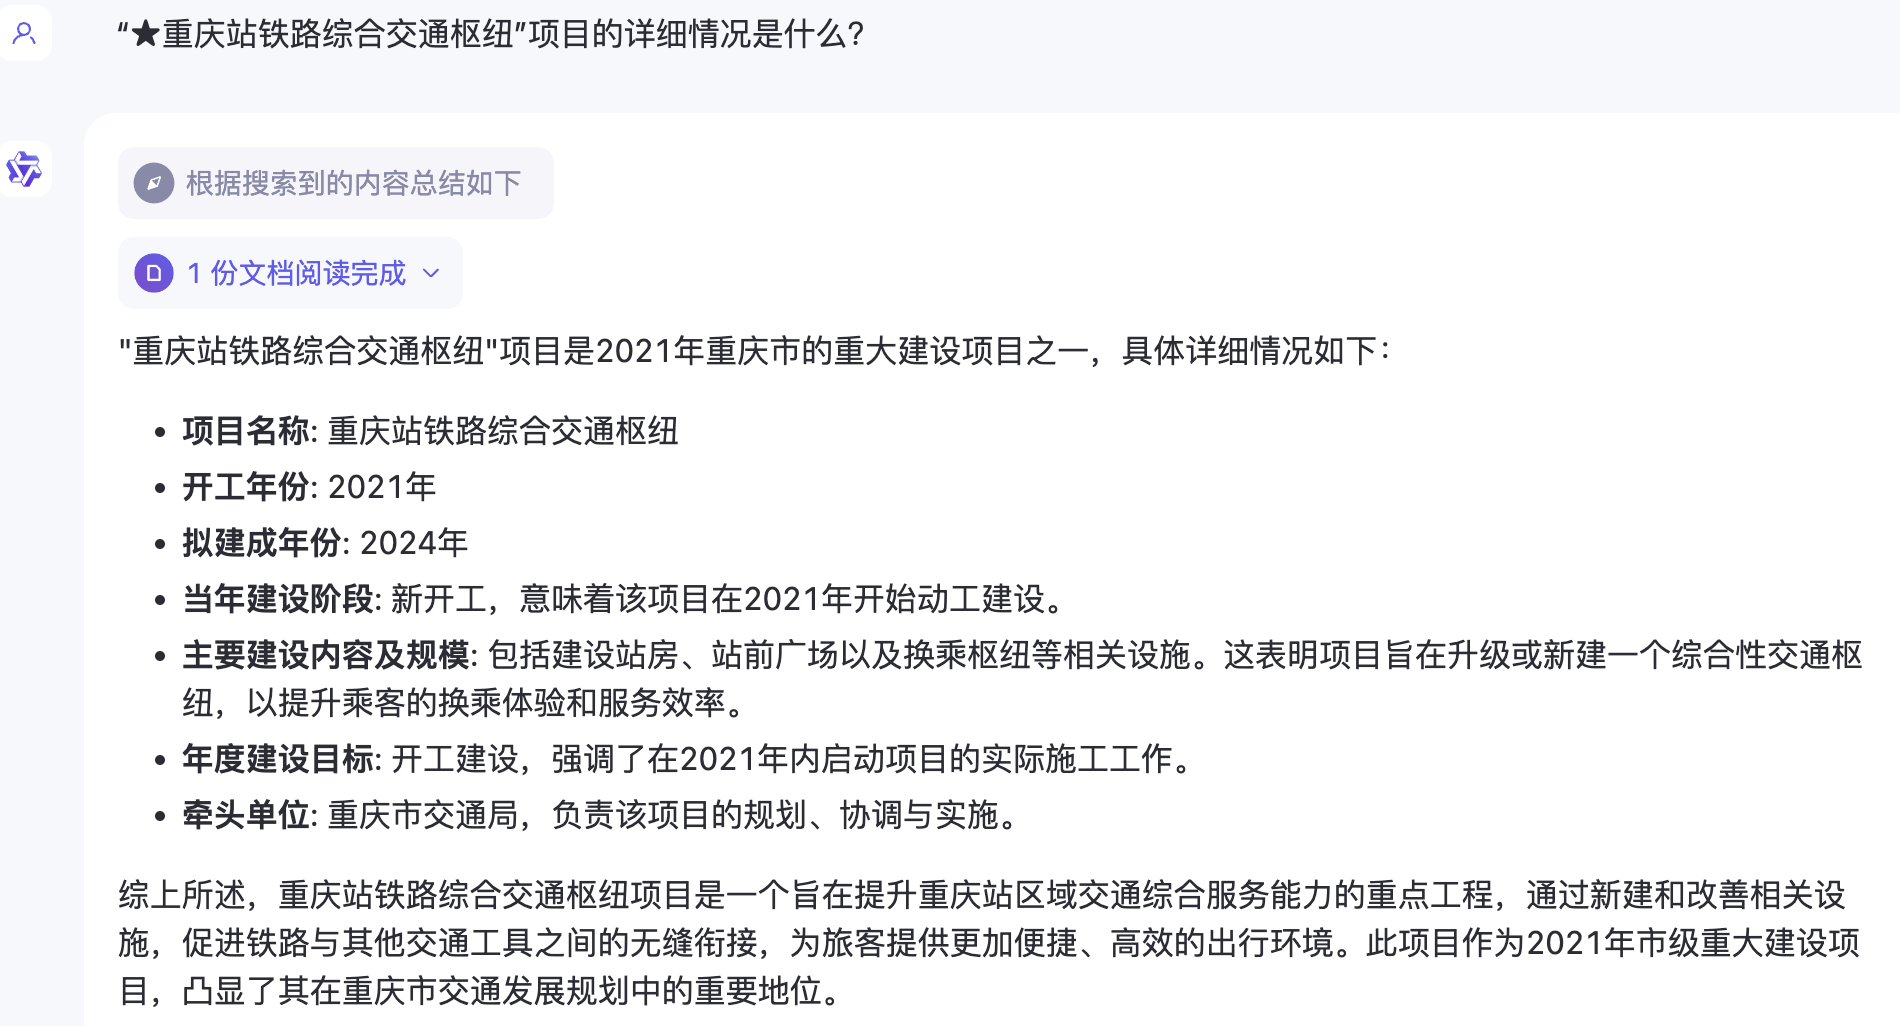 “★重庆站铁路综合交通枢纽”项目的详细情况是什么?
根据搜索到的内容总结如下
1 份文档阅读完成
"重庆站铁路综合交通枢纽"项目是2021年重庆市的重大建设项目之一，具体详细情况如下：
• 项目名称: 重庆站铁路综合交通枢纽
• 开工年份: 2021年
• 拟建成年份: 2024年
• 当年建设阶段: 新开工，意味着该项目在2021年开始动工建设。
• 主要建设内容及规模: 包括建设站房、站前广场以及换乘枢纽等相关设施。这表明项目旨在升级或新建一个综合性交通枢
纽，以提升乘客的换乘体验和服务效率。
• 年度建设目标: 开工建设，强调了在2021年内启动项目的实际施工工作。
• 牵头单位: 重庆市交通局，负责该项目的规划、协调与实施。
综上所述，重庆站铁路综合交通枢纽项目是一个旨在提升重庆站区域交通综合服务能力的重点工程，通过新建和改善相关设
施，促进铁路与其他交通工具之间的无缝衔接，为旅客提供更加便捷、高效的出行环境。此项目作为2021年市级重大建设项
目，凸显了其在重庆市交通发展规划中的重要地位。